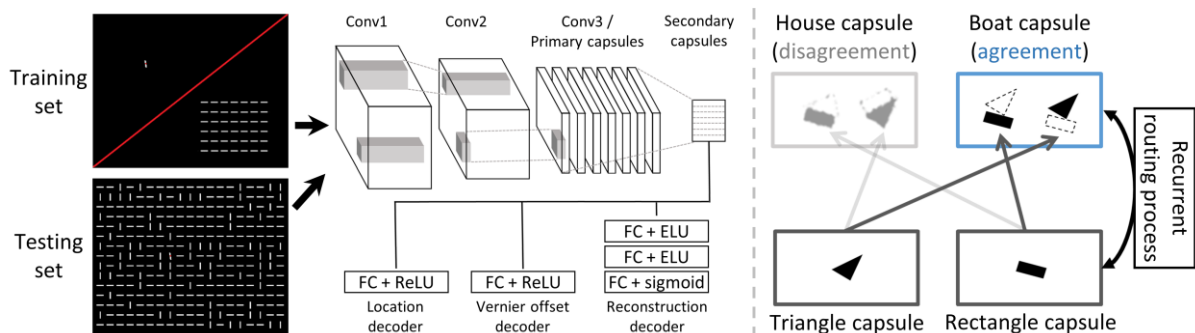 Training
set
Testing
set
Conv1
Conv2
Conv3 /
Primary capsules
Secondary
capsules
FC + ELU
FC + ELU
FC + ReLU
FC + ReLU
FC + sigmoid
Location
decoder
Vernier offset
decoder
Reconstruction
decoder
House capsule
(disagreement)
Boat capsule
(agreement)
Recurrent
routing process
Triangle capsule
Rectangle capsule